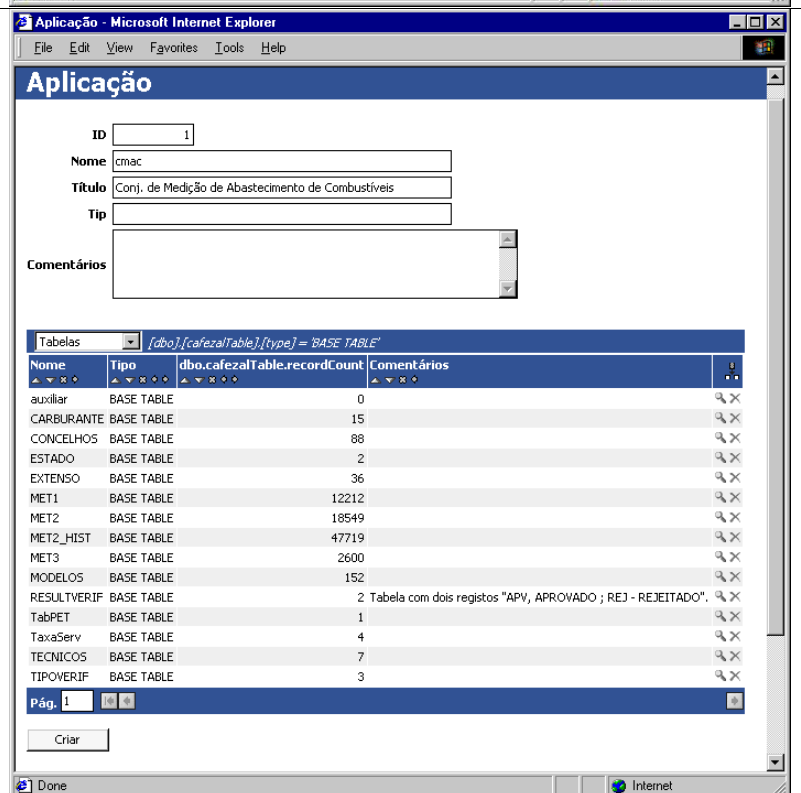 Aplicação - Microsoft Internet Explorer
File Edit View Favorites Tools Help
Aplicação
ID 1
Nome cmac
Título Conj. de Medição de Abastecimento de Combustíveis
Tip
Comentários
Tabelas [dbo].[cafezalTable].[type] = 'BASE TABLE'
Nome Tipo dbo.cafezalTable.recordCount Comentários
auxiliar BASE TABLE 0
CARBURANTE BASE TABLE 15
CONCELHOS BASE TABLE 88
ESTADO BASE TABLE 2
EXTENSO BASE TABLE 36
MET1 BASE TABLE 12212
MET2 BASE TABLE 18549
MET2_HIST BASE TABLE 47719
MET3 BASE TABLE 2600
MODELOS BASE TABLE 152
RESULTVERIF BASE TABLE 2 Tabela com dois registos "APV, APROVADO ; REJ - REJEITADO".
TabPET BASE TABLE 1
TaxaServ BASE TABLE 4
TECNICOS BASE TABLE 7
TIPOVERIF BASE TABLE 3
Pág. 1
Criar
Done Internet